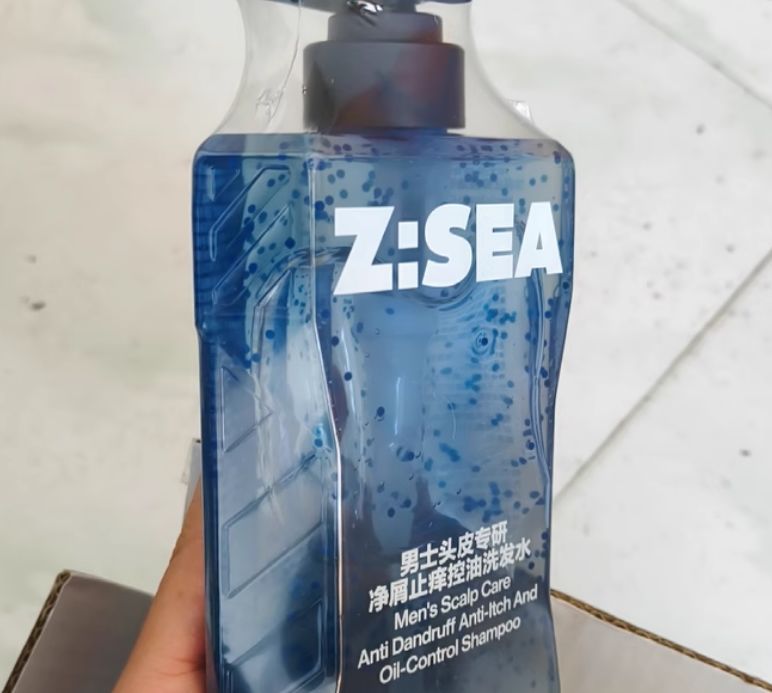 Z:SEA
男士头皮专研
净屑止痒控油洗发水
Men's Scalp Care
Anti Dandruff Anti-Itch And
Oil-Control Shampoo